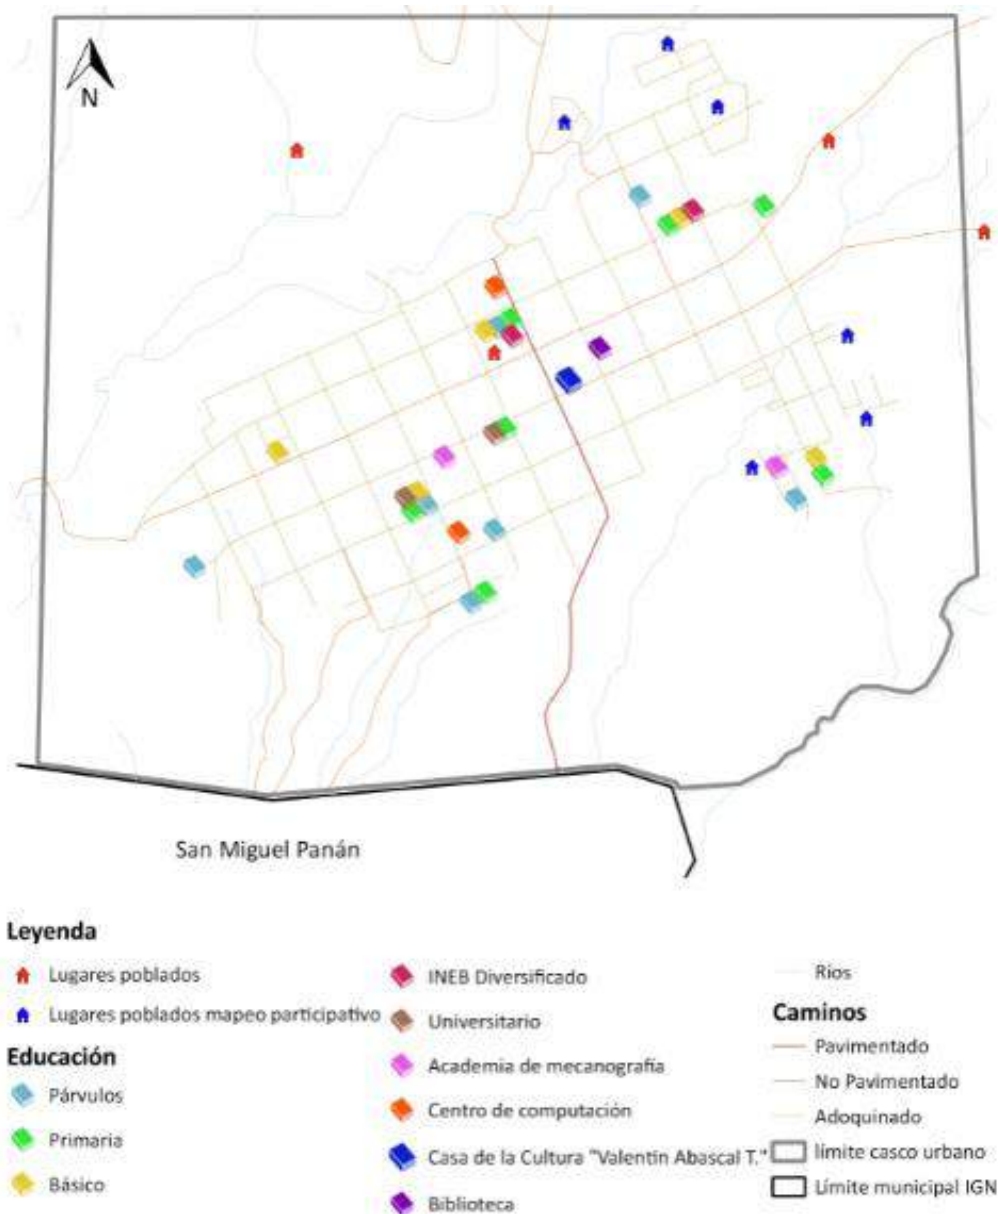 N
San Miguel Panán
Leyenda
Lugares poblados
Lugares poblados mapeo participativo
Educación
Párvulos
Primaria
Básico
INEB Diversificado
Universitario
Academia de mecanografía
Centro de computación
Casa de la Cultura "Valentín Abascal T."
Biblioteca
Ríos
Caminos
Pavimentado
No Pavimentado
Adoquinado
límite casco urbano
Límite municipal IGN